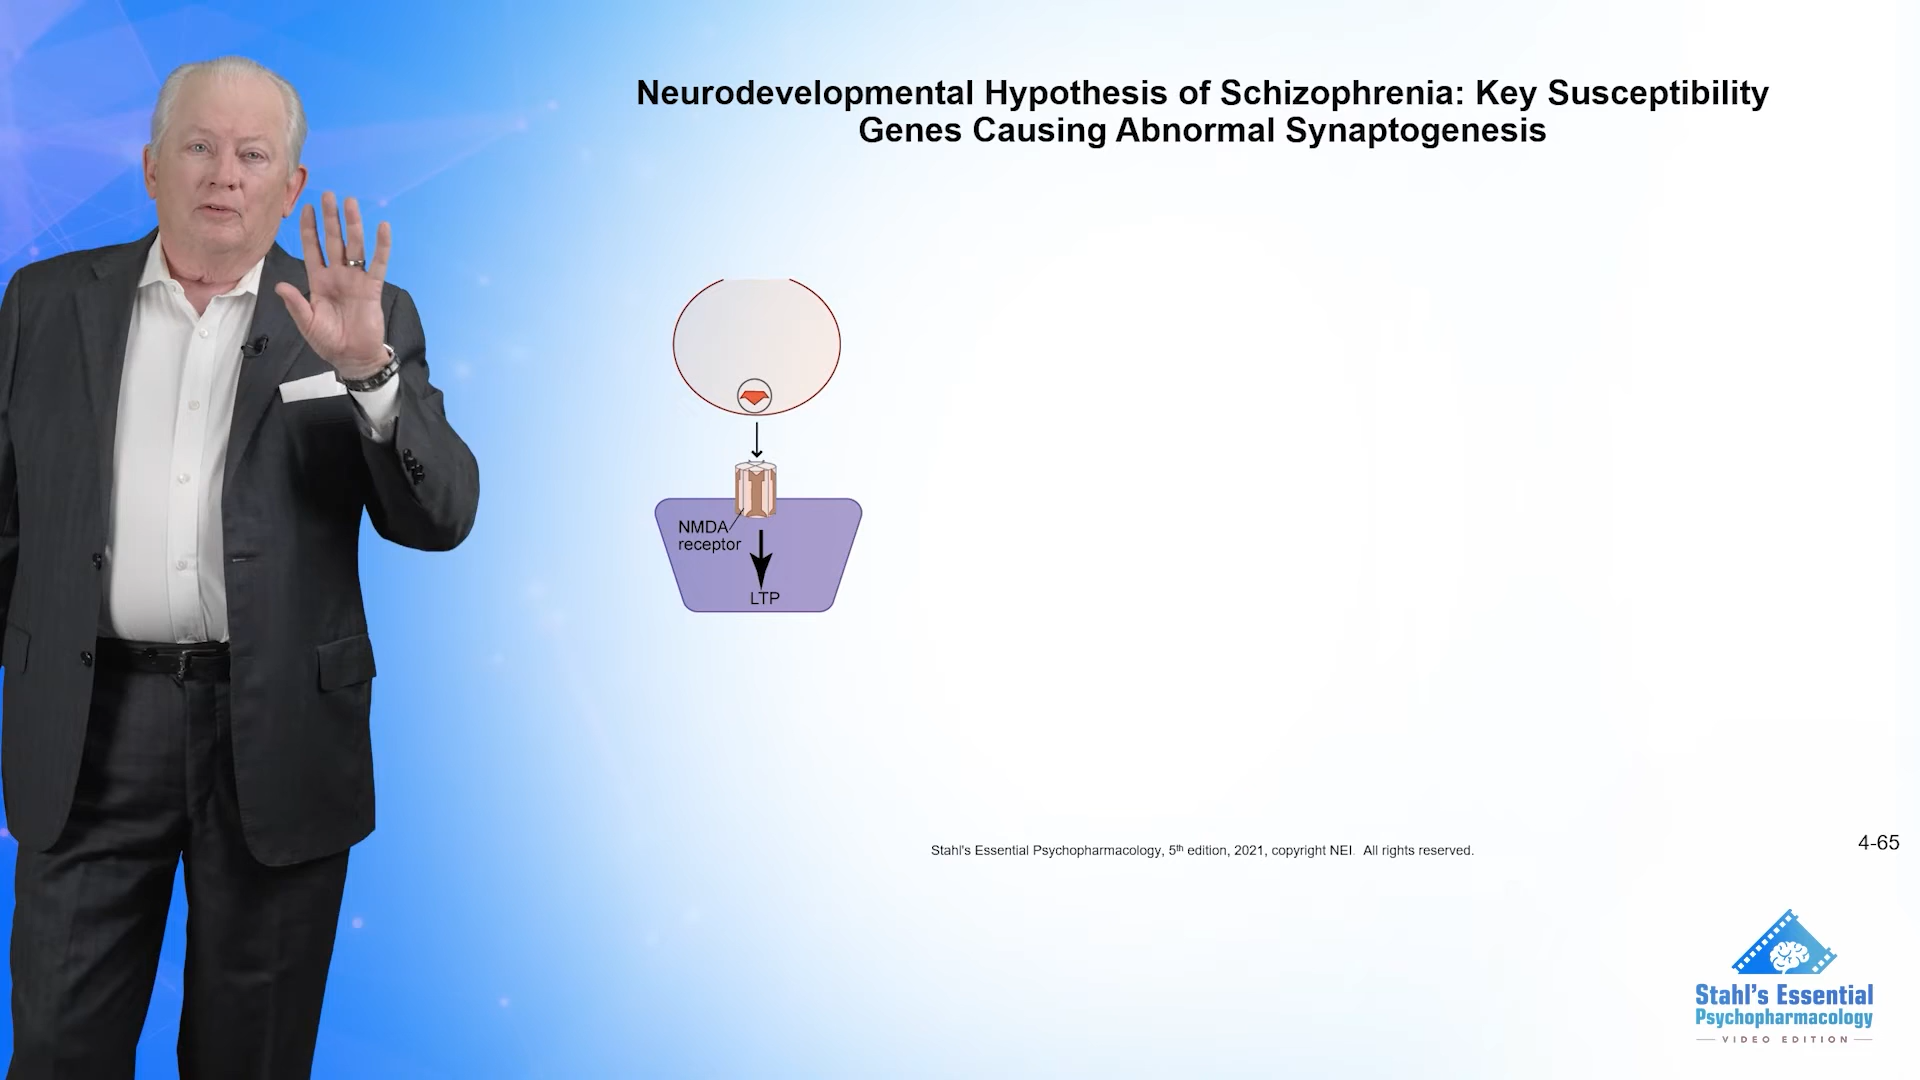 Neurodevelopmental Hypothesis of Schizophrenia: Key Susceptibility
Genes Causing Abnormal Synaptogenesis
NMDA
receptor
LTP
Stahl's Essential Psychopharmacology, 5th edition, 2021, copyright NEI. All rights reserved.
4-65
Stahl's Essential
Psychopharmacology
VIDEO EDITION